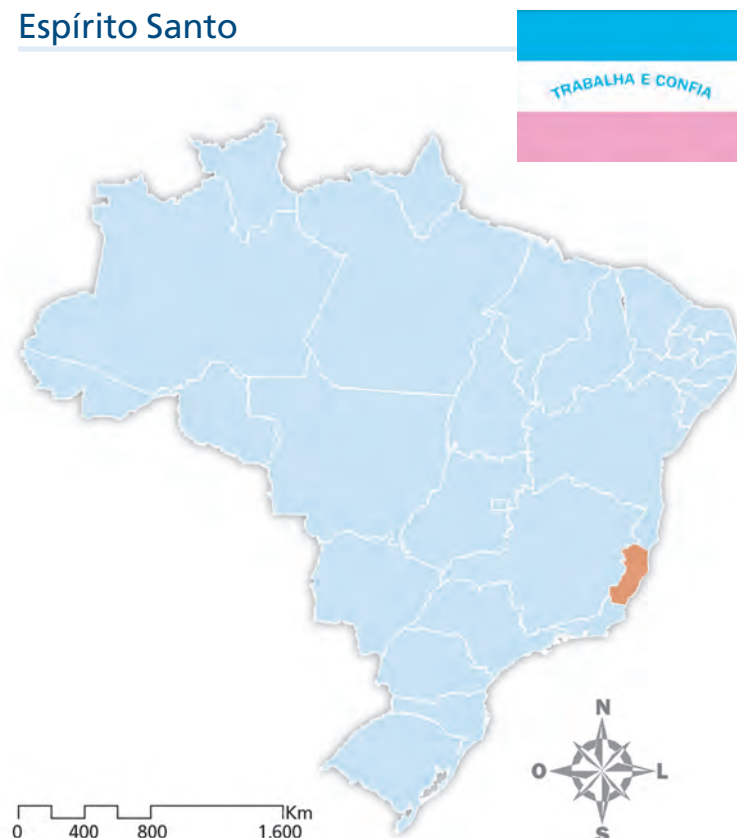 Espírito Santo
TRABALHA E CONFIA
N
O L
S
Km
0 400 800 1.600